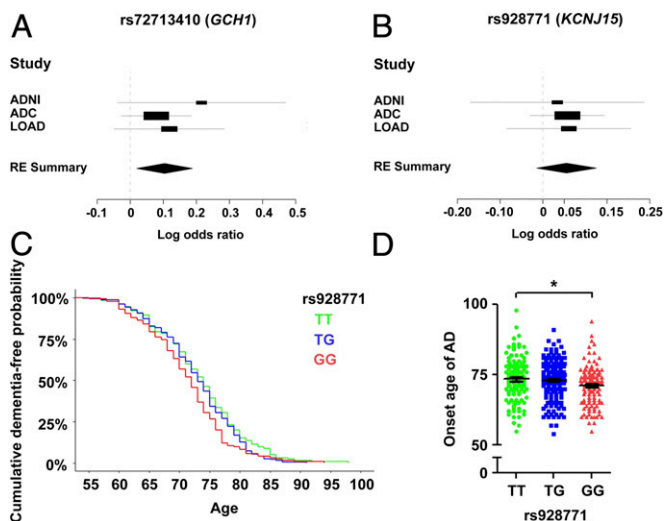 A
rs72713410 (GCH1)
Study
ADNI
ADC
LOAD
RE Summary
-0.1 0 0.1 0.2 0.3 0.4 0.5
Log odds ratio
B
rs928771 (KCNJ15)
Study
ADNI
ADC
LOAD
RE Summary
-0.20 -0.10 0 0.05 0.15 0.25
Log odds ratio
C
Cumulative dementia-free probability
100%
75%
50%
25%
0%
rs928771
TT
TG
GG
55 60 65 70 75 80 85 90 95 100
Age
D
*
Onset age of AD
100
75
50
0
TT TG GG
rs928771